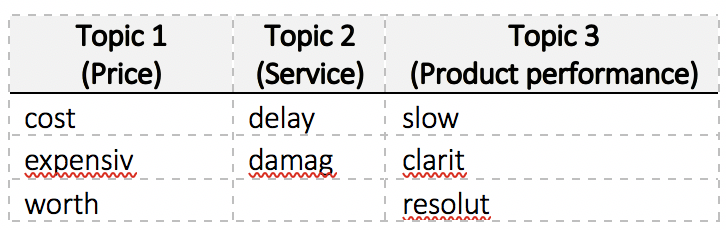 Topic 1 Topic 2 Topic 3
(Price) (Service) (Product performance)
cost delay slow
expensiv damag clarit
worth resolut